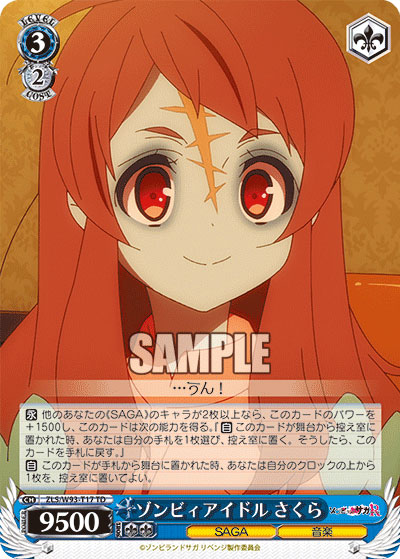 LEVEL
3
2
COST
SAMPLE
…うん！
永 他のあなたの《SAGA》のキャラが2枚以上なら、このカードのパワーを
＋1500し、このカードは次の能力を得る。『自 このカードが舞台から控え室に
置かれた時、あなたは自分の手札を1枚選び、控え室に置く。そうしたら、このカー
ドを手札に戻す。』
自 このカードが手札から舞台に置かれた時、あなたは自分のクロックの上から
1枚を、控え室に置いてよい。
CH ZLS/W93-T17 TD
POWER
9500
ゾンビィアイドル さくら
SAGA 音楽
©ゾンビランドサガ リベンジ製作委員会